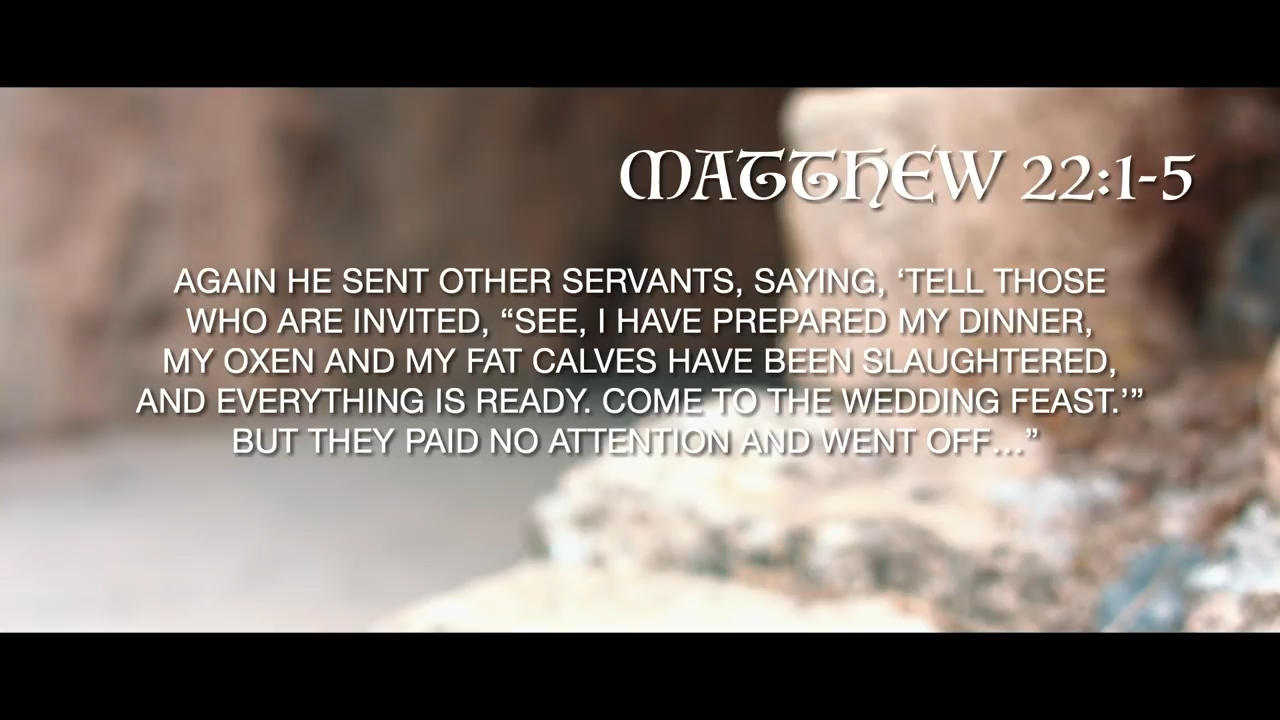 MATTHEW 22:1-5
AGAIN HE SENT OTHER SERVANTS, SAYING, ‘TELL THOSE
WHO ARE INVITED, “SEE, I HAVE PREPARED MY DINNER,
MY OXEN AND MY FAT CALVES HAVE BEEN SLAUGHTERED,
AND EVERYTHING IS READY. COME TO THE WEDDING FEAST.’”
BUT THEY PAID NO ATTENTION AND WENT OFF...”